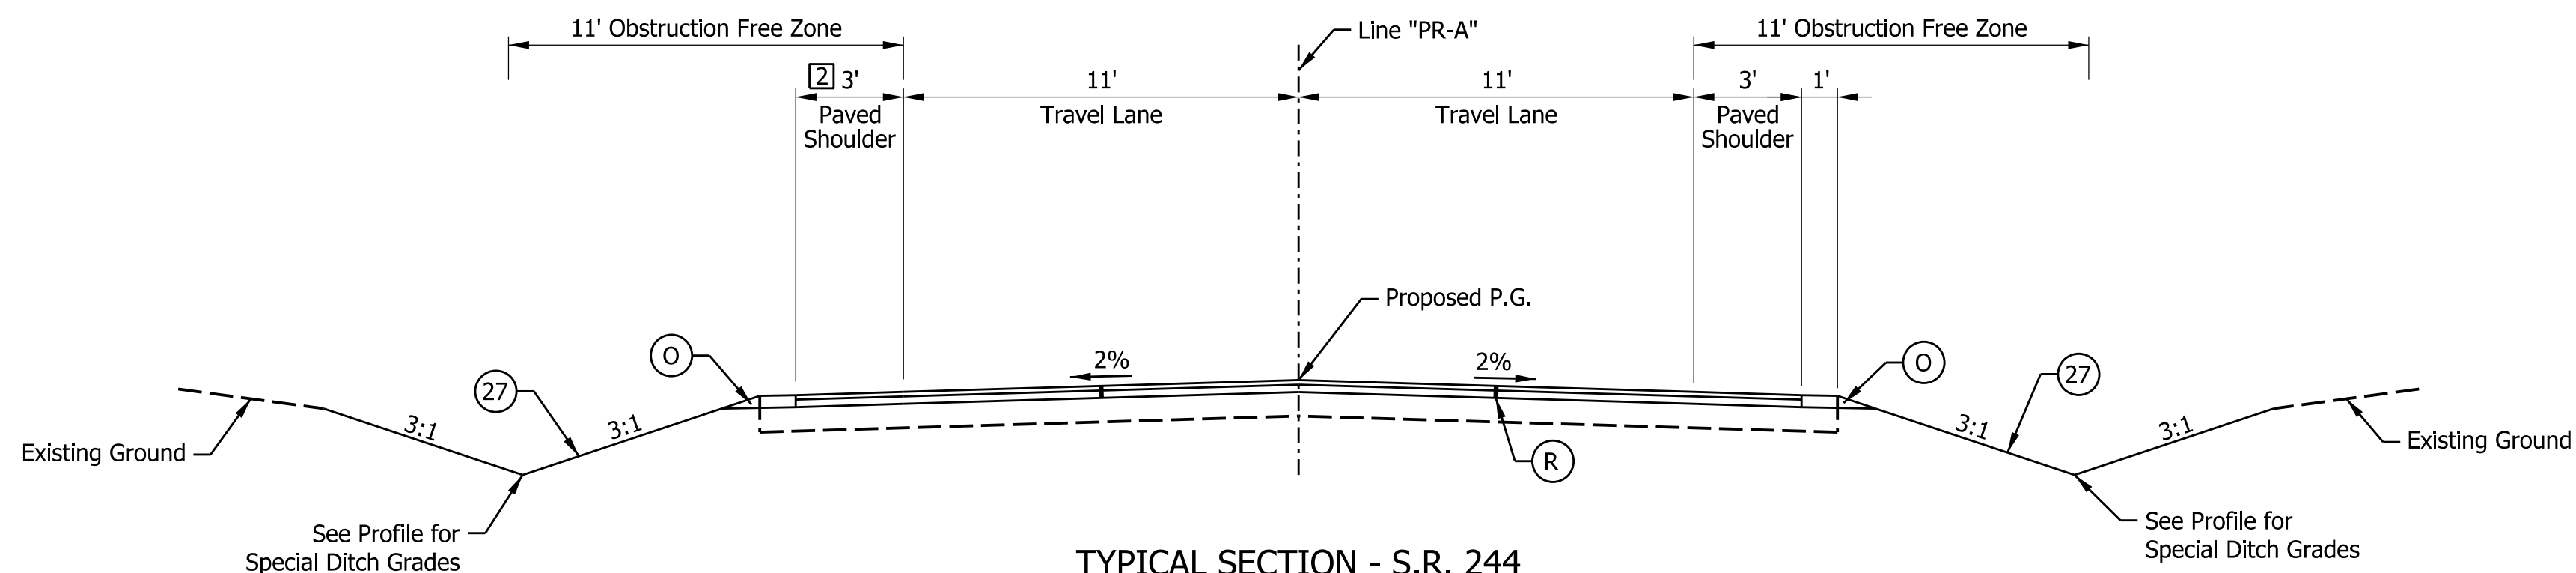 11' Obstruction Free Zone
Line "PR-A"
11' Obstruction Free Zone
2 3'
11'
11'
3'
1'
Paved
Shoulder
Travel Lane
Travel Lane
Paved
Shoulder
Proposed P.G.
O
2%
2%
O
27
27
3:1
3:1
3:1
3:1
Existing Ground
R
Existing Ground
See Profile for
Special Ditch Grades
See Profile for
Special Ditch Grades
TYPICAL SECTION - S.R. 244